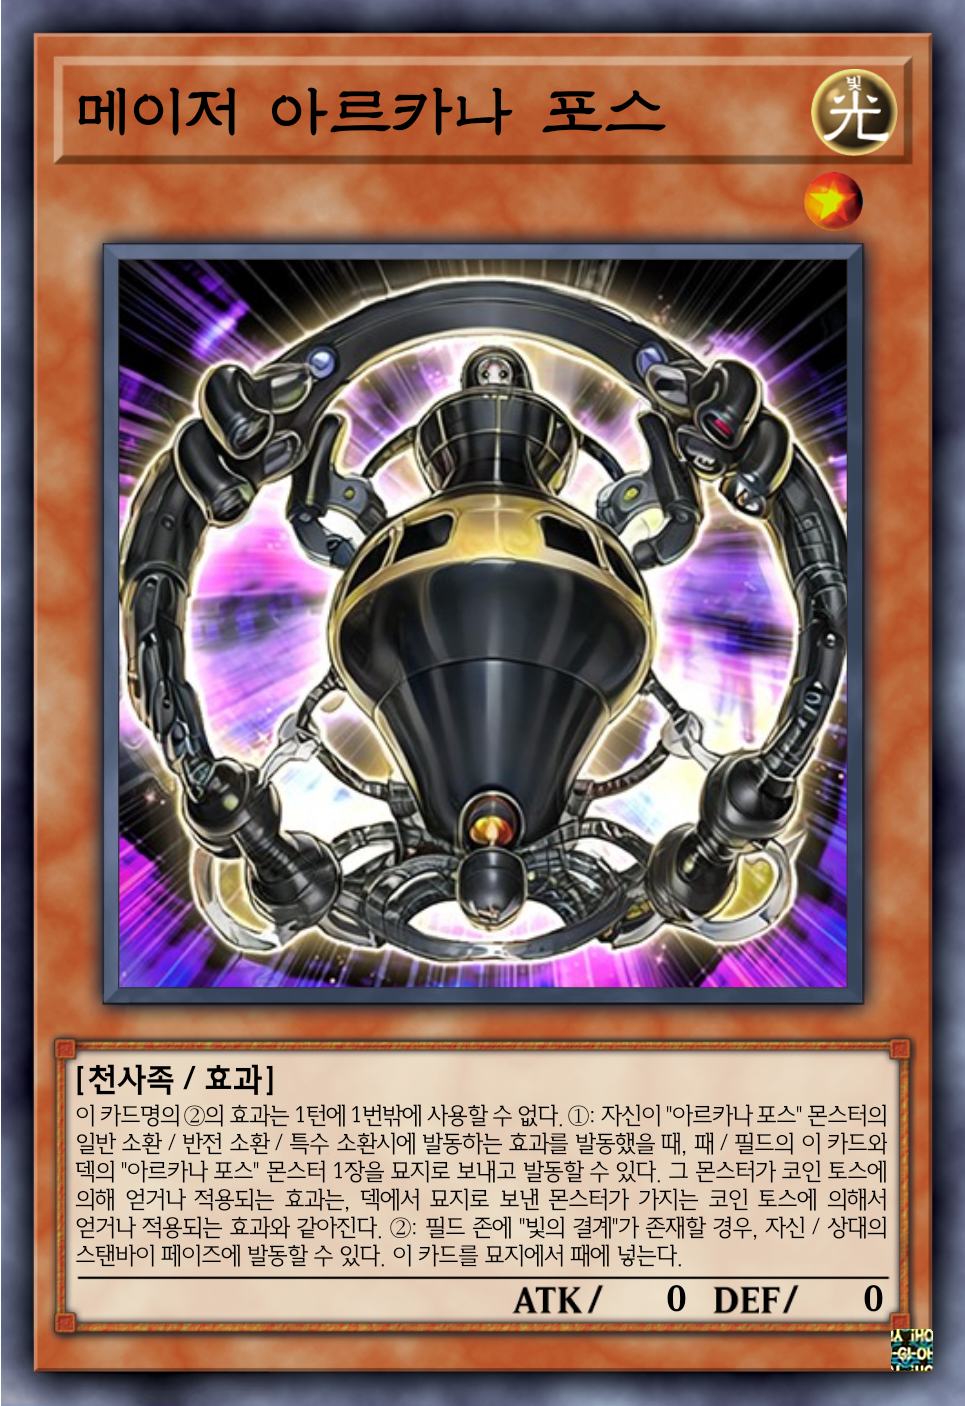 메이저 아르카나 포스
빛
光
[천사족 / 효과]
이 카드명의 ②의 효과는 1턴에 1번밖에 사용할 수 없다. ①: 자신이 "아르카나 포스" 몬스터의
일반 소환 / 반전 소환 / 특수 소환시에 발동하는 효과를 발동했을 때, 패 / 필드의 이 카드와
덱의 "아르카나 포스" 몬스터 1장을 묘지로 보내고 발동할 수 있다. 그 몬스터가 코인 토스에
의해 얻거나 적용되는 효과는, 덱에서 묘지로 보낸 몬스터가 가지는 코인 토스에 의해서
얻거나 적용되는 효과와 같아진다. ②: 필드 존에 "빛의 결계"가 존재할 경우, 자신 / 상대의
스탠바이 페이즈에 발동할 수 있다. 이 카드를 묘지에서 패에 넣는다.
ATK / 0 DEF / 0